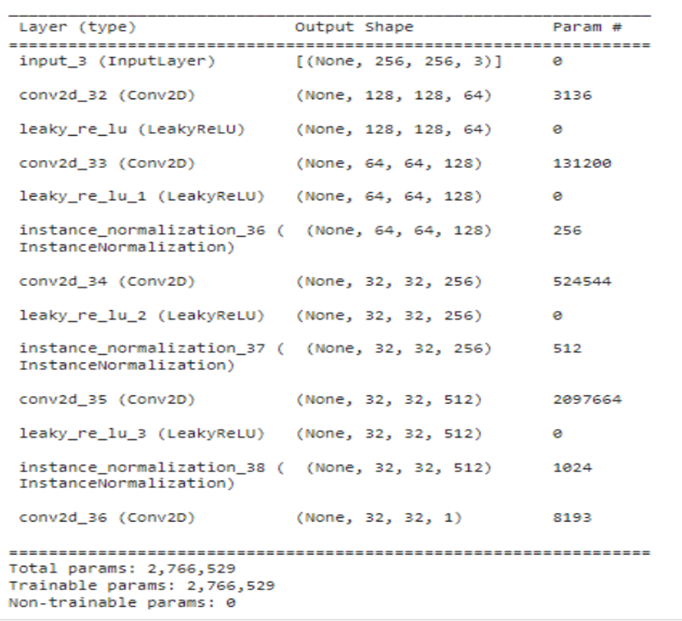 Layer (type) Output Shape Param #
input_3 (InputLayer) [(None, 256, 256, 3)] 0
conv2d_32 (Conv2D) (None, 128, 128, 64) 3136
leaky_re_lu (LeakyReLU) (None, 128, 128, 64) 0
conv2d_33 (Conv2D) (None, 64, 64, 128) 131200
leaky_re_lu_1 (LeakyReLU) (None, 64, 64, 128) 0
instance_normalization_36 ( (None, 64, 64, 128) 256
InstanceNormalization)
conv2d_34 (Conv2D) (None, 32, 32, 256) 524544
leaky_re_lu_2 (LeakyReLU) (None, 32, 32, 256) 0
instance_normalization_37 ( (None, 32, 32, 256) 512
InstanceNormalization)
conv2d_35 (Conv2D) (None, 32, 32, 512) 2097664
leaky_re_lu_3 (LeakyReLU) (None, 32, 32, 512) 0
instance_normalization_38 ( (None, 32, 32, 512) 1024
InstanceNormalization)
conv2d_36 (Conv2D) (None, 32, 32, 1) 8193
Total params: 2,766,529
Trainable params: 2,766,529
Non-trainable params: 0